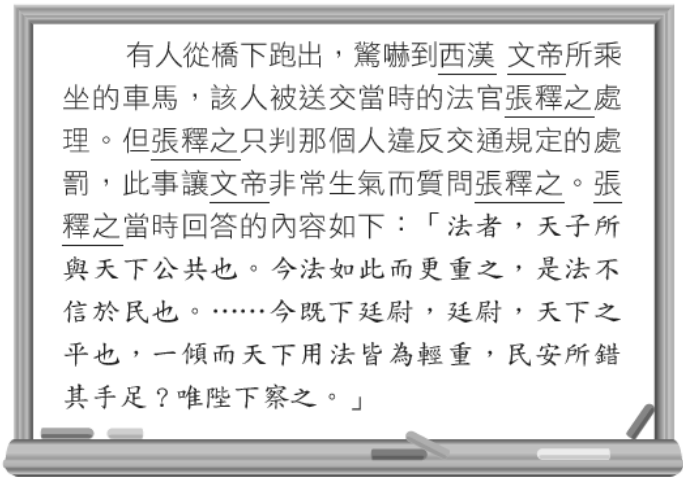 有人從橋下跑出，驚嚇到西漢 文帝所乘
坐的車馬，該人被送交當時的法官張釋之處
理。但張釋之只判那個人違反交通規定的處
罰，此事讓文帝非常生氣而質問張釋之。張
釋之當時回答的內容如下：「法者，天子所
與天下公共也。今法如此而更重之，是法不
信於民也。……今既下廷尉，廷尉，天下之
平也，一傾而天下用法皆為輕重，民安所錯
其手足？唯陛下察之。」